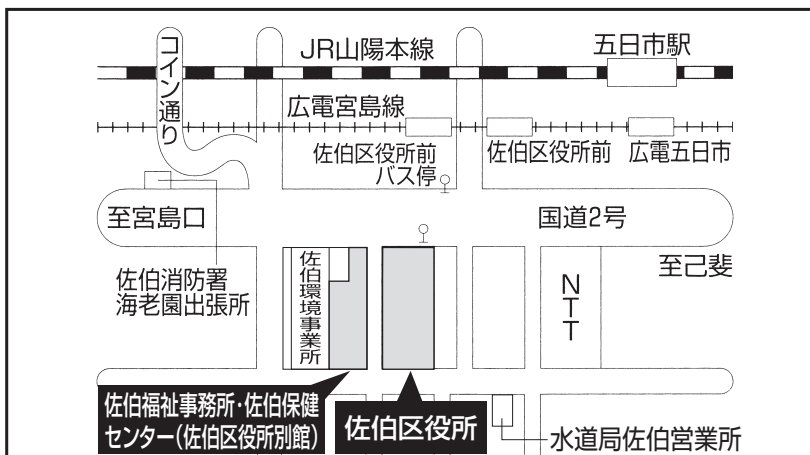 コイン通り
JR山陽本線
五日市駅
広電宮島線
佐伯区役所前
バス停
佐伯区役所前
広電五日市
至宮島口
国道2号
佐伯消防署
海老園出張所
佐伯環境事業所
NTT
至己斐
佐伯福祉事務所・佐伯保健
センター(佐伯区役所別館)
佐伯区役所
水道局佐伯営業所